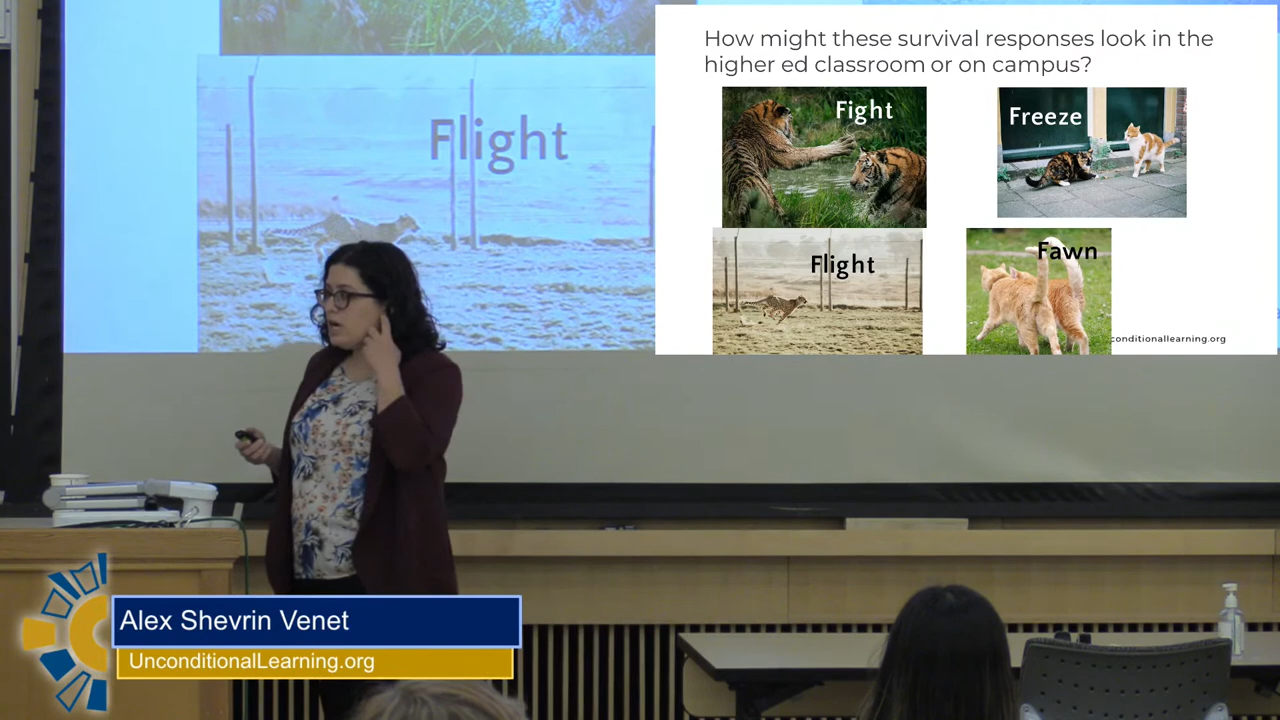 Flight
How might these survival responses look in the
higher ed classroom or on campus?
Fight
Freeze
Flight
Fawn
conditionallearning.org
Alex Shevrin Venet
UnconditionalLearning.org